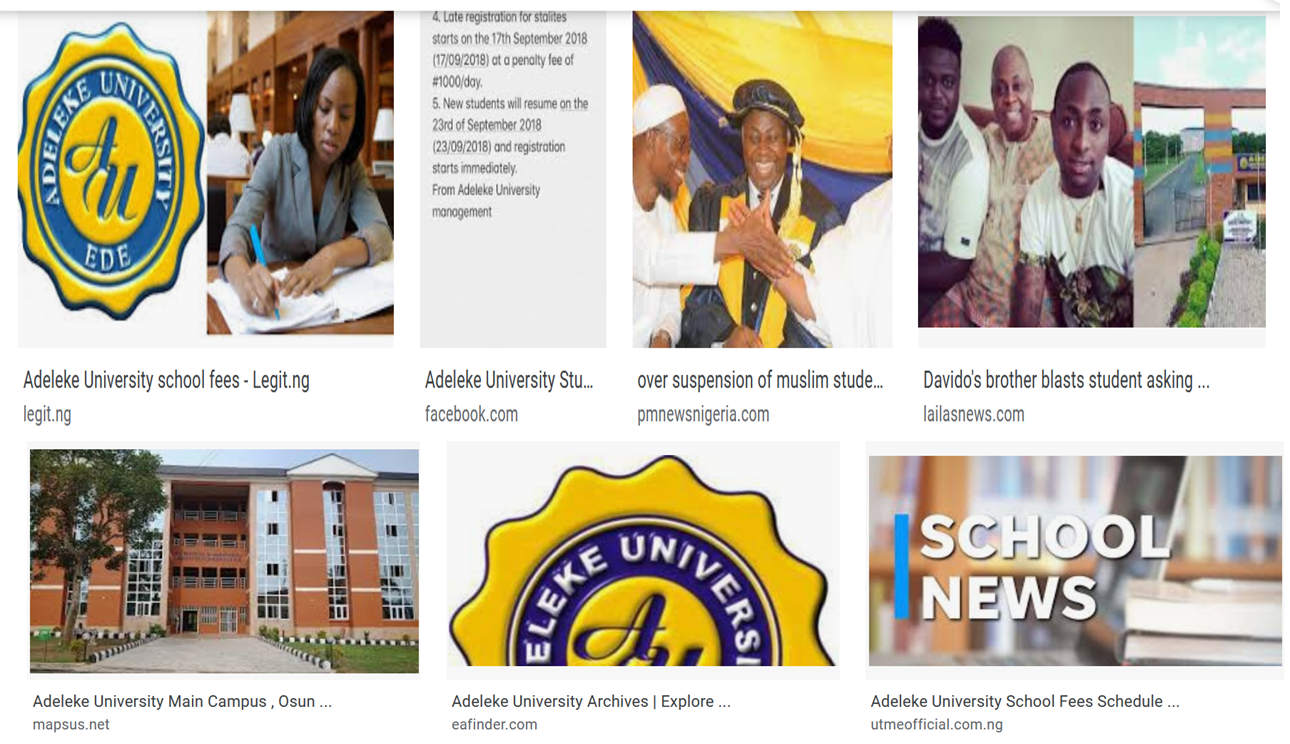 ADELEKE UNIVERSITY
AU
EDE
4. Late registration for stalites
starts on the 17th September 2018
(17/09/2018) at a penalty fee of
#1000/day.
5. New students will resume on the
23rd of September 2018
(23/09/2018) and registration
starts immediately.
From Adeleke University
management
Adeleke University school fees - Legit.ng
legit.ng
Adeleke University Stu...
facebook.com
over suspension of muslim stude...
pmnewsnigeria.com
Davido's brother blasts student asking ...
lailasnews.com
ELEKE UNIVERSI
AU
SCHOOL
NEWS
Adeleke University Main Campus , Osun ...
mapsus.net
Adeleke University Archives | Explore ...
eafinder.com
Adeleke University School Fees Schedule ...
utmeofficial.com.ng